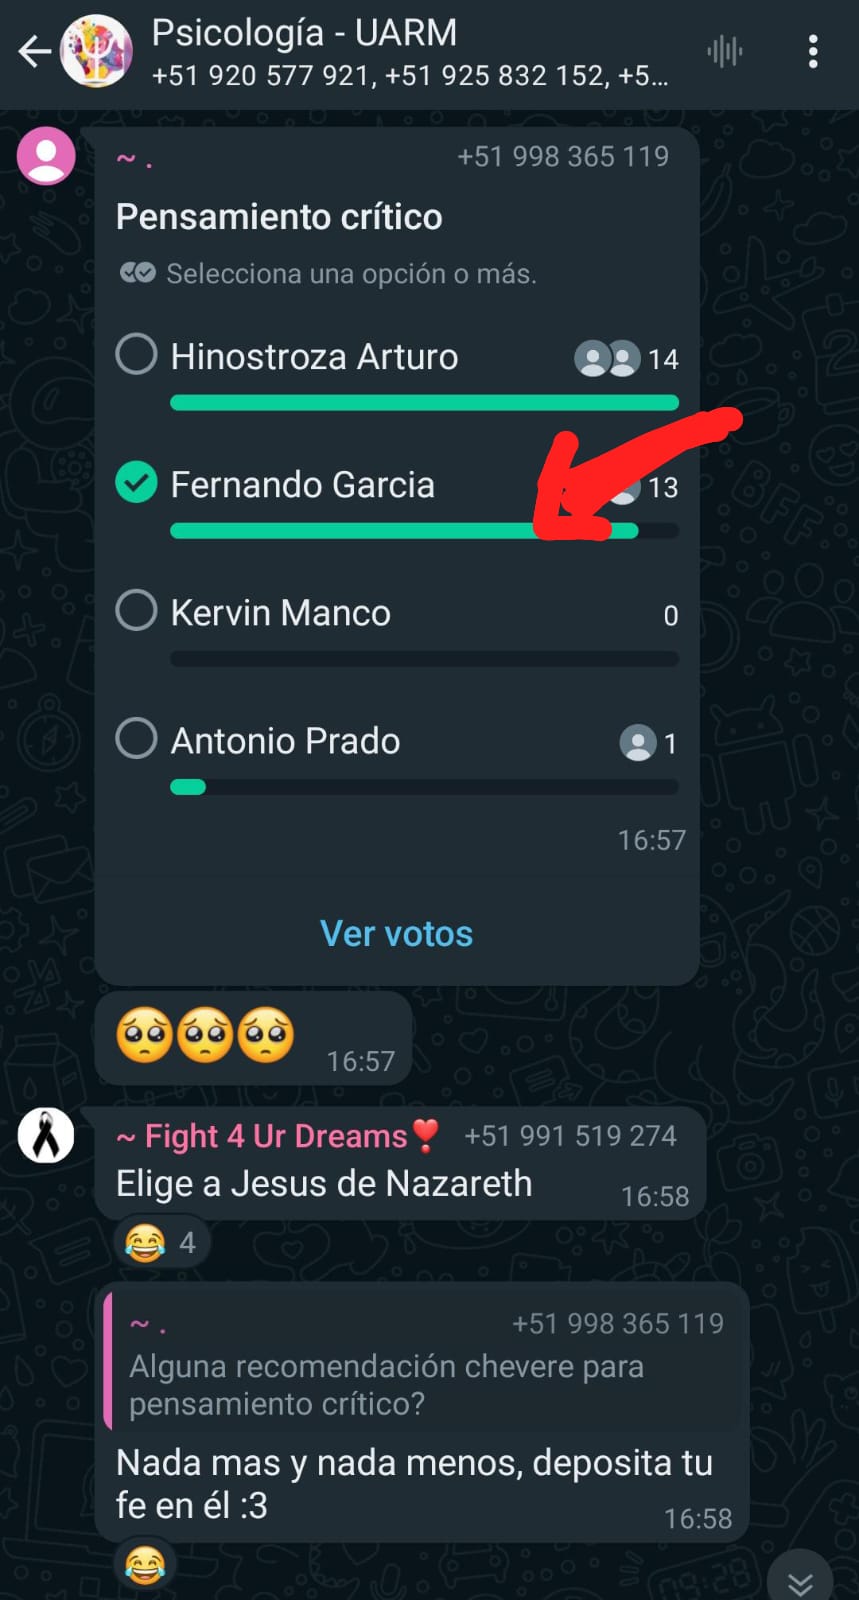 Psicología - UARM
+51 920 577 921, +51 925 832 152, +5...
~ . +51 998 365 119
Pensamiento crítico
Selecciona una opción o más.
Hinostroza Arturo 14
Fernando Garcia 13
Kervin Manco 0
Antonio Prado 1
16:57
Ver votos
🥺🥺🥺 16:57
~ Fight 4 Ur Dreams❣️ +51 991 519 274
Elige a Jesus de Nazareth 16:58
😂 4
~ . +51 998 365 119
Alguna recomendación chevere para
pensamiento crítico?
Nada mas y nada menos, deposita tu
fe en él :3 16:58
😂